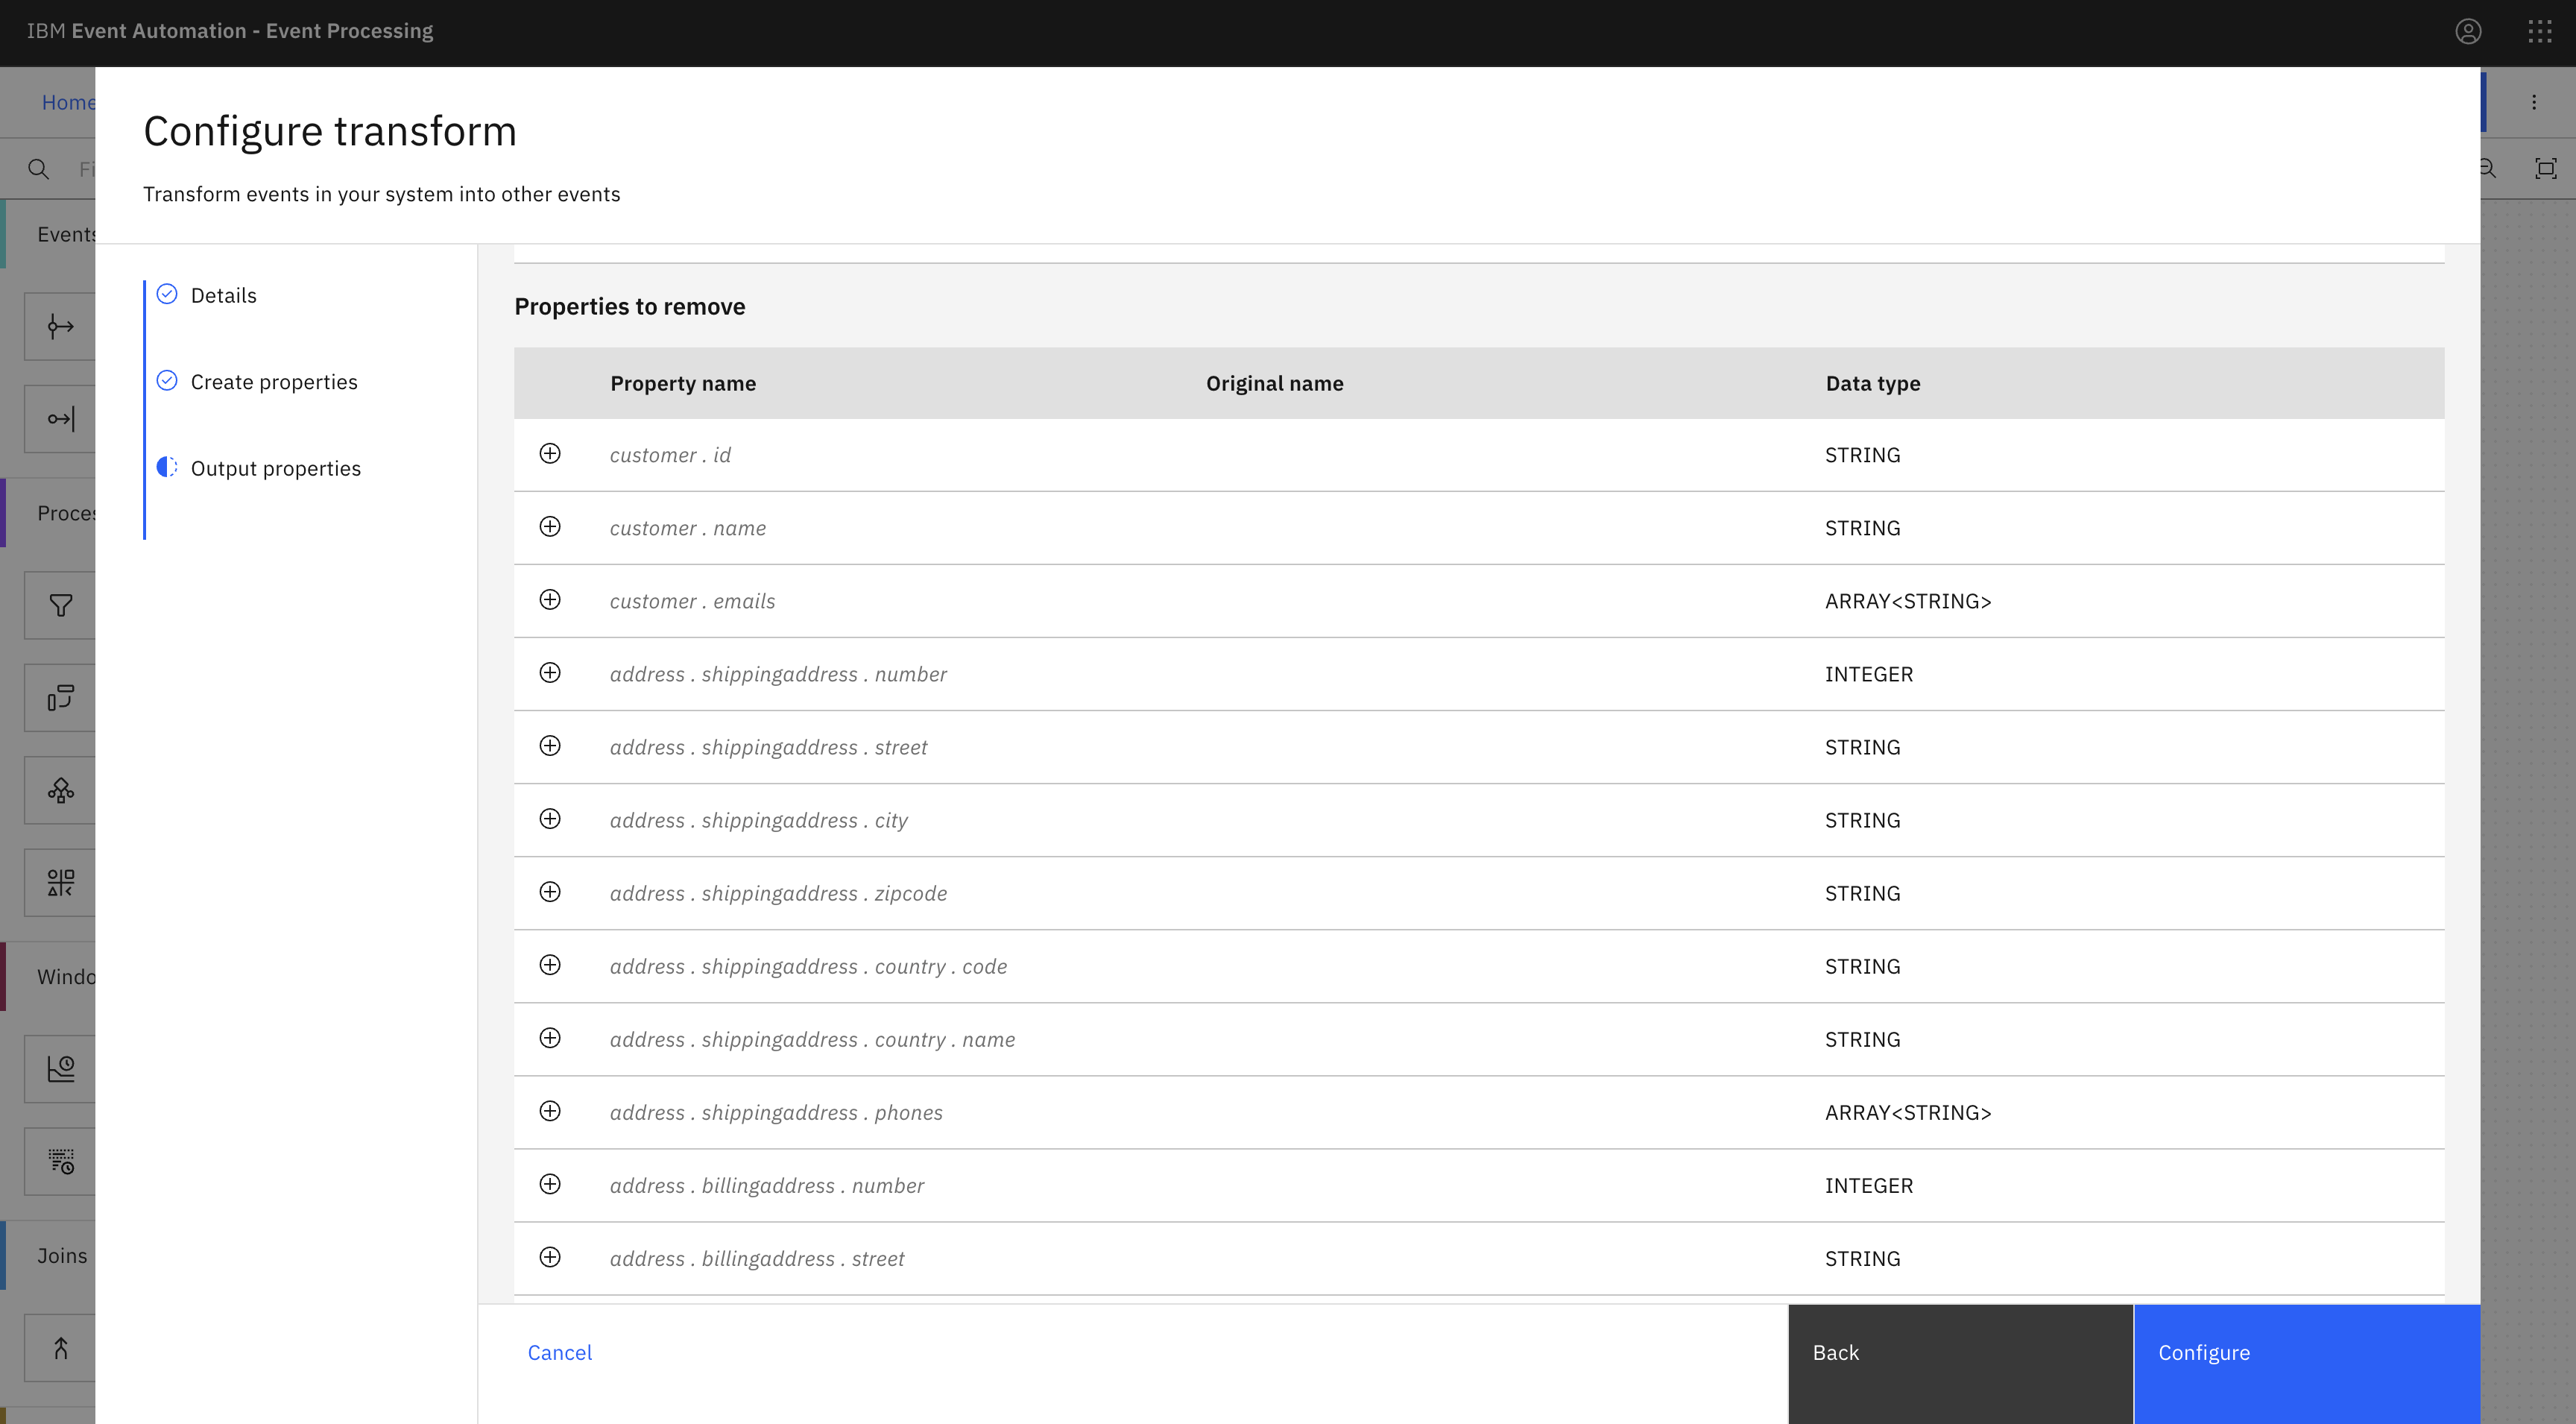 IBM Event Automation - Event Processing
Home
Configure transform
Transform events in your system into other events
Fi
Events
Proces
Windo
Joins
Details
Create properties
Output properties
Properties to remove
Property name Original name Data type
customer . id STRING
customer . name STRING
customer . emails ARRAY<STRING>
address . shippingaddress . number INTEGER
address . shippingaddress . street STRING
address . shippingaddress . city STRING
address . shippingaddress . zipcode STRING
address . shippingaddress . country . code STRING
address . shippingaddress . country . name STRING
address . shippingaddress . phones ARRAY<STRING>
address . billingaddress . number INTEGER
address . billingaddress . street STRING
Cancel
Back
Configure